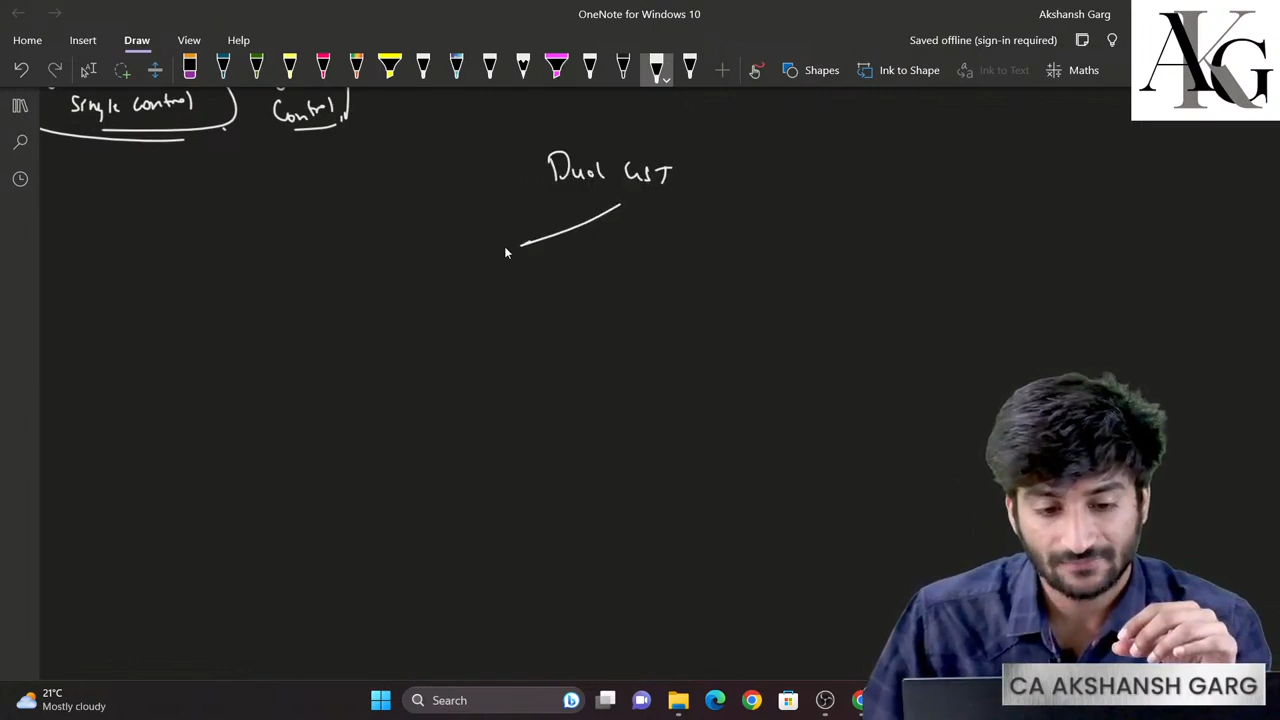 OneNote for Windows 10
Akshansh Garg
Home Insert Draw View Help
Saved offline (sign-in required)
Shapes Ink to Shape Ink to Text Maths
AKG
Single control
Control
Dual GST
CA AKSHANSH GARG
21°C
Mostly cloudy
Search